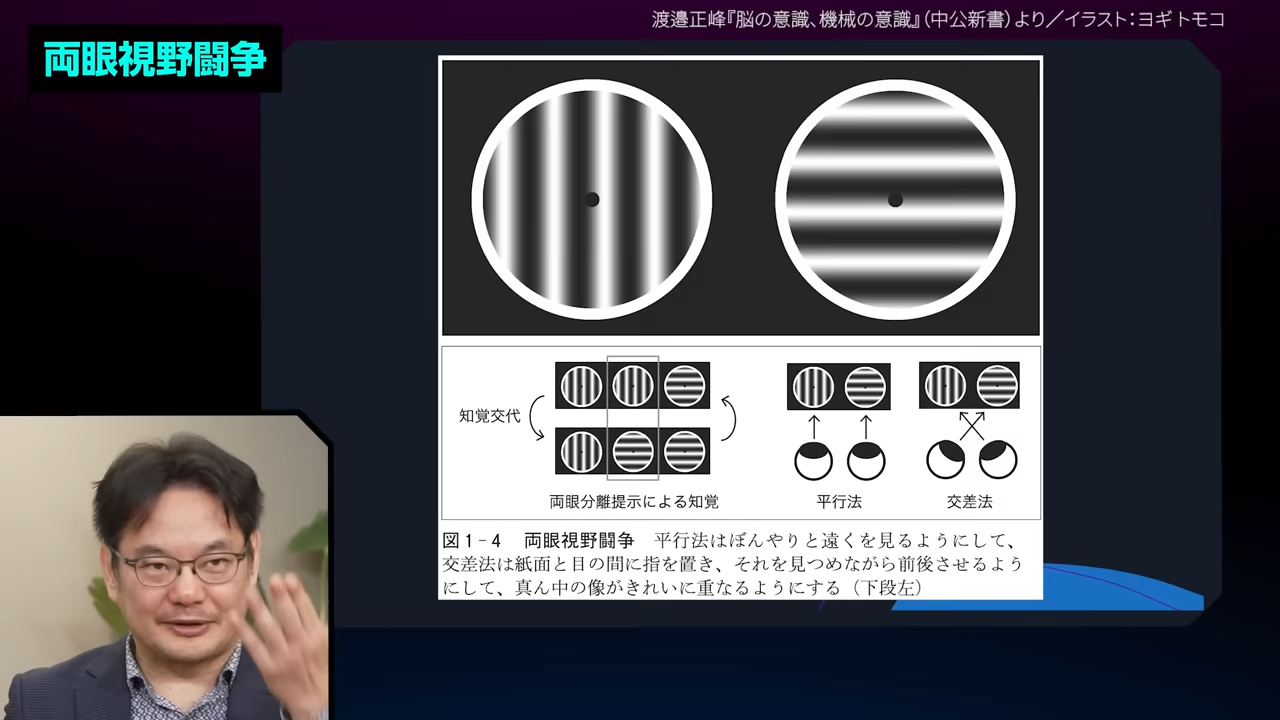 渡邉正峰『脳の意識、機械の意識』(中公新書)より/イラスト:ヨギトモコ
両眼視野闘争
知覚交代
両眼分離提示による知覚
平行法
交差法
図1-4 両眼視野闘争 平行法はぼんやりと遠くを見るようにして、
交差法は紙面と目の間に指を置き、それを見つめながら前後させるよう
にして、真ん中の像がきれいに重なるようにする(下段左)